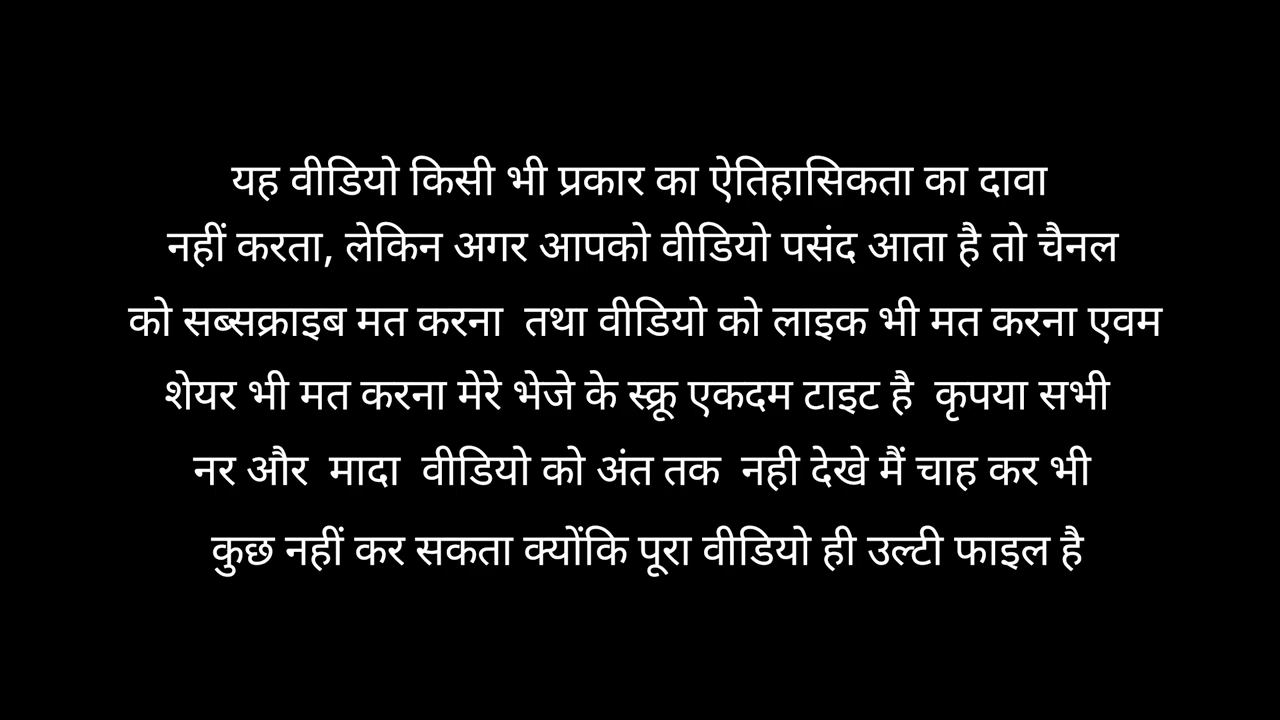 यह वीडियो किसी भी प्रकार का ऐतिहासिकता का दावा
नहीं करता, लेकिन अगर आपको वीडियो पसंद आता है तो चैनल
को सब्सक्राइब मत करना तथा वीडियो को लाइक भी मत करना एवम
शेयर भी मत करना मेरे भेजे के स्क्रू एकदम टाइट है कृपया सभी
नर और मादा वीडियो को अंत तक नही देखे मैं चाह कर भी
कुछ नहीं कर सकता क्योंकि पूरा वीडियो ही उल्टी फाइल है